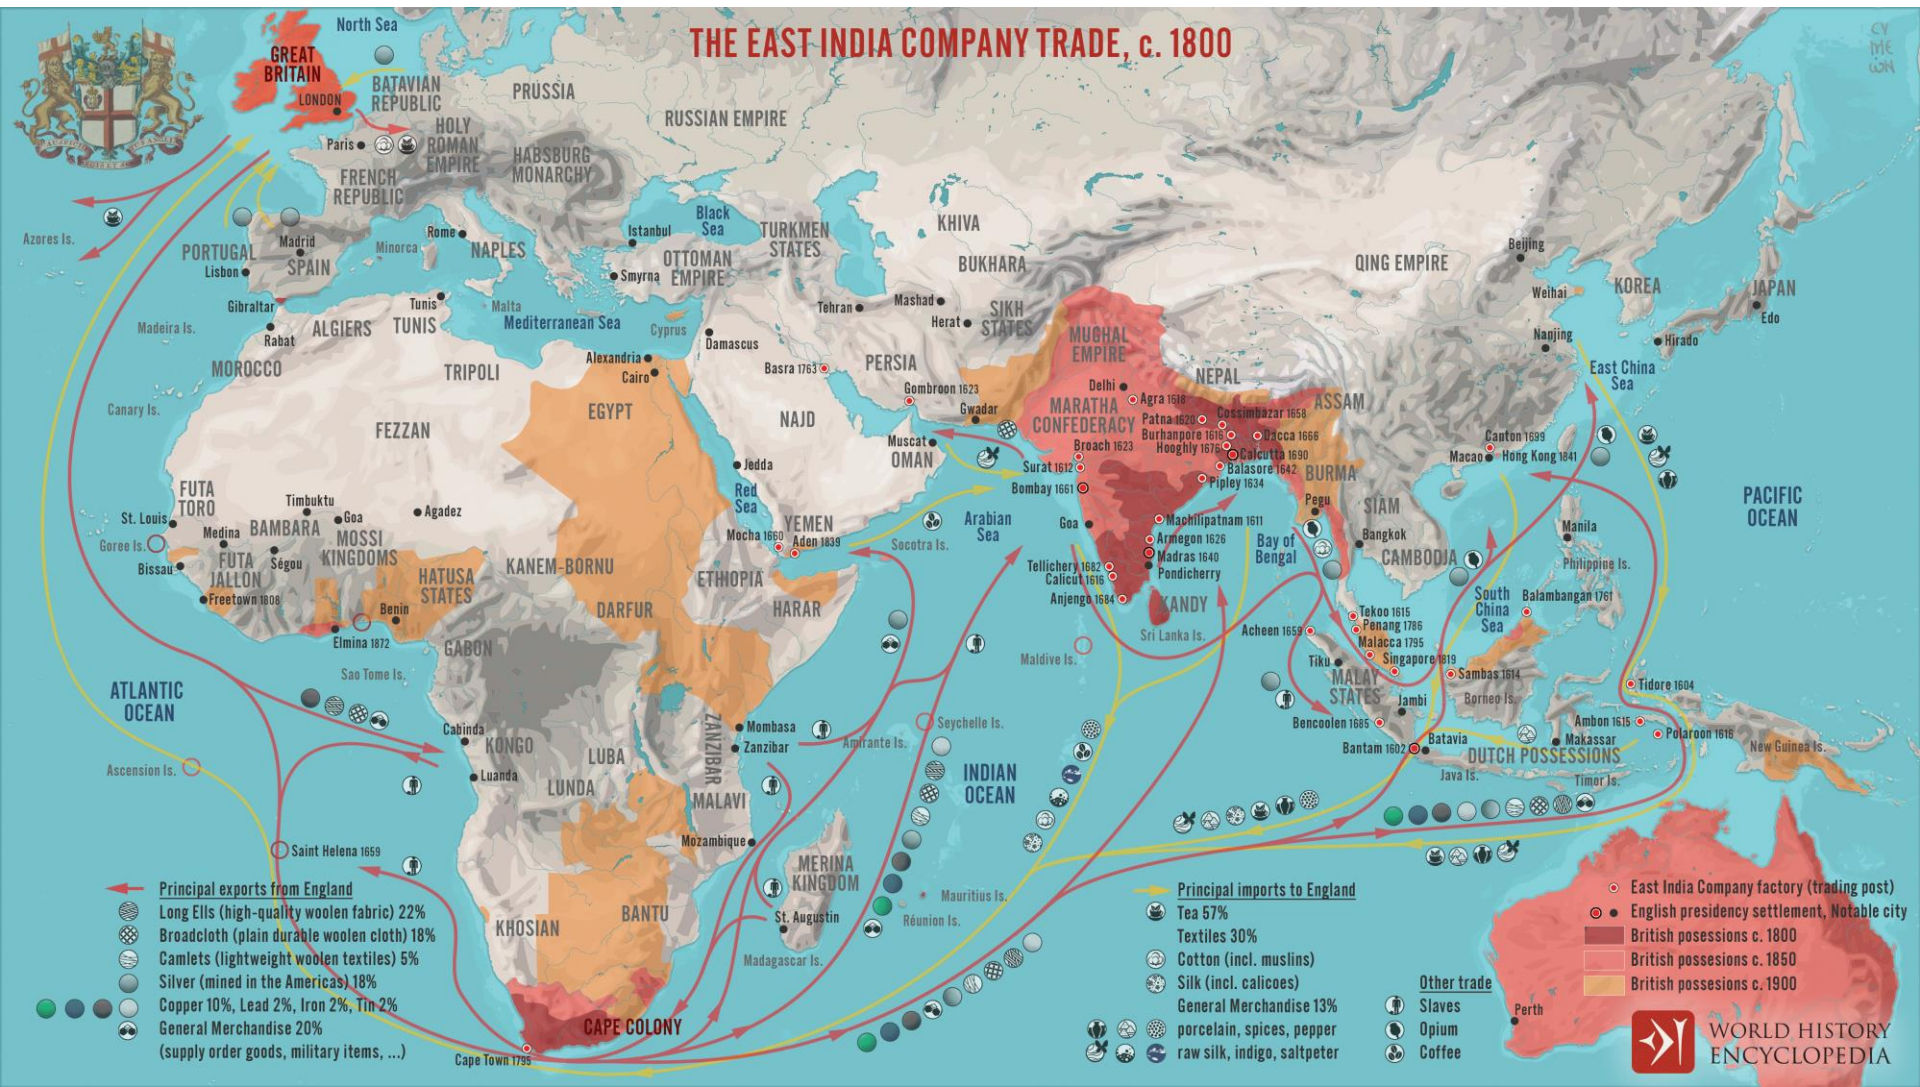 THE EAST INDIA COMPANY TRADE, c. 1800
CY
ME
WN
North Sea
GREAT
BRITAIN
LONDON
BATAVIAN
REPUBLIC
PRUSSIA
RUSSIAN EMPIRE
Paris
HOLY
ROMAN
EMPIRE
HABSBURG
MONARCHY
FRENCH
REPUBLIC
Azores Is.
PORTUGAL
Lisbon
Madrid
SPAIN
Minorca
Rome
NAPLES
Istanbul
Black
Sea
TURKMEN
STATES
KHIVA
BUKHARA
OTTOMAN
EMPIRE
Smyrna
Gibraltar
Rabat
Madeira Is.
ALGIERS
Tunis
TUNIS
Malta
Mediterranean Sea
Cyprus
Damascus
Tehran
Mashad
Herat
SIKH
STATES
QING EMPIRE
Beijing
Weihai
KOREA
JAPAN
Edo
Hirado
Nanjing
East China
Sea
MOROCCO
TRIPOLI
Alexandria
Cairo
Basra 1763
PERSIA
Gombroon 1623
Gwadar
MUGHAL
EMPIRE
Delhi
NEPAL
Agra 1618
MARATHA
CONFEDERACY
Patna 1620
Cossimbazar 1658
ASSAM
Burhanpore 1616
Dacca 1666
Hooghly 1676
Calcutta 1690
Broach 1623
Surat 1612
Balasore 1642
Pipley 1634
Bombay 1661
BURMA
Pegu
Canary Is.
FEZZAN
EGYPT
NAJD
Muscat
OMAN
Jedda
Red
Sea
Canton 1699
Macao
Hong Kong 1841
PACIFIC
OCEAN
FUTA
TORO
Timbuktu
Goa
Agadez
St. Louis
Medina
BAMBARA
MOSSI
KINGDOMS
Goree Is.
FUTA
JALLON
Ségou
Bissau
Freetown 1808
HATUSA
STATES
Benin
Elmina 1872
KANEM-BORNU
DARFUR
ETHIOPIA
YEMEN
Mocha 1660
Aden 1839
Socotra Is.
HARAR
Arabian
Sea
Goa
Machilipatnam 1611
Armegon 1626
Madras 1640
Pondicherry
Tellichery 1682
Calicut 1616
Anjengo 1684
KANDY
Sri Lanka Is.
Maldive Is.
Bay of
Bengal
SIAM
Bangkok
CAMBODJA
Manila
Philippine Is.
South
China
Sea
Balambangan 1761
Acheen 1659
Tekoo 1615
Penang 1786
Malacca 1795
Singapore 1819
Tiku
MALAY
STATES
Jambi
Sambas 1614
Borneo Is.
Tidore 1604
Bencoolen 1685
Ambon 1615
Polaroon 1616
Bantam 1602
Batavia
Makassar
DUTCH POSSESSIONS
New Guinea Is.
Java Is.
Timor Is.
GABON
Sao Tome Is.
ATLANTIC
OCEAN
Cabinda
KONGO
Luanda
LUBA
LUNDA
ZANZIBAR
Mombasa
Zanzibar
Amirante Is.
Seychelle Is.
INDIAN
OCEAN
Ascension Is.
MALAVI
Mozambique
MERINA
KINGDOM
Mauritius Is.
Réunion Is.
Saint Helena 1659
KHOSIAN
BANTU
St. Augustin
Madagascar Is.
CAPE COLONY
Cape Town 1795
Perth
Principal exports from England
Long Ells (high-quality woolen fabric) 22%
Broadcloth (plain durable woolen cloth) 18%
Camlets (lightweight woolen textiles) 5%
Silver (mined in the Americas) 18%
Copper 10%, Lead 2%, Iron 2%, Tin 2%
General Merchandise 20%
(supply order goods, military items, ...)
Principal imports to England
Tea 57%
Textiles 30%
Cotton (incl. muslins)
Silk (incl. calicoes)
General Merchandise 13%
porcelain, spices, pepper
raw silk, indigo, saltpeter
Other trade
Slaves
Opium
Coffee
East India Company factory (trading post)
English presidency settlement, Notable city
British posessions c. 1800
British possesions c. 1850
British possesions c. 1900
WORLD HISTORY
ENCYCLOPEDIA